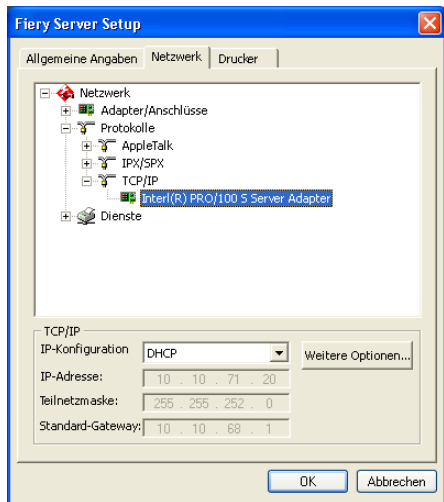 Fiery Server Setup
Allgemeine Angaben Netzwerk Drucker
Netzwerk
Adapter/Anschlüsse
Protokolle
AppleTalk
IPX/SPX
TCP/IP
Interl(R) PRO/100 S Server Adapter
Dienste
TCP/IP
IP-Konfiguration DHCP Weitere Optionen...
IP-Adresse: 10 . 10 . 71 . 20
Teilnetzmaske: 255 . 255 . 252 . 0
Standard-Gateway: 10 . 10 . 68 . 1
OK Abbrechen